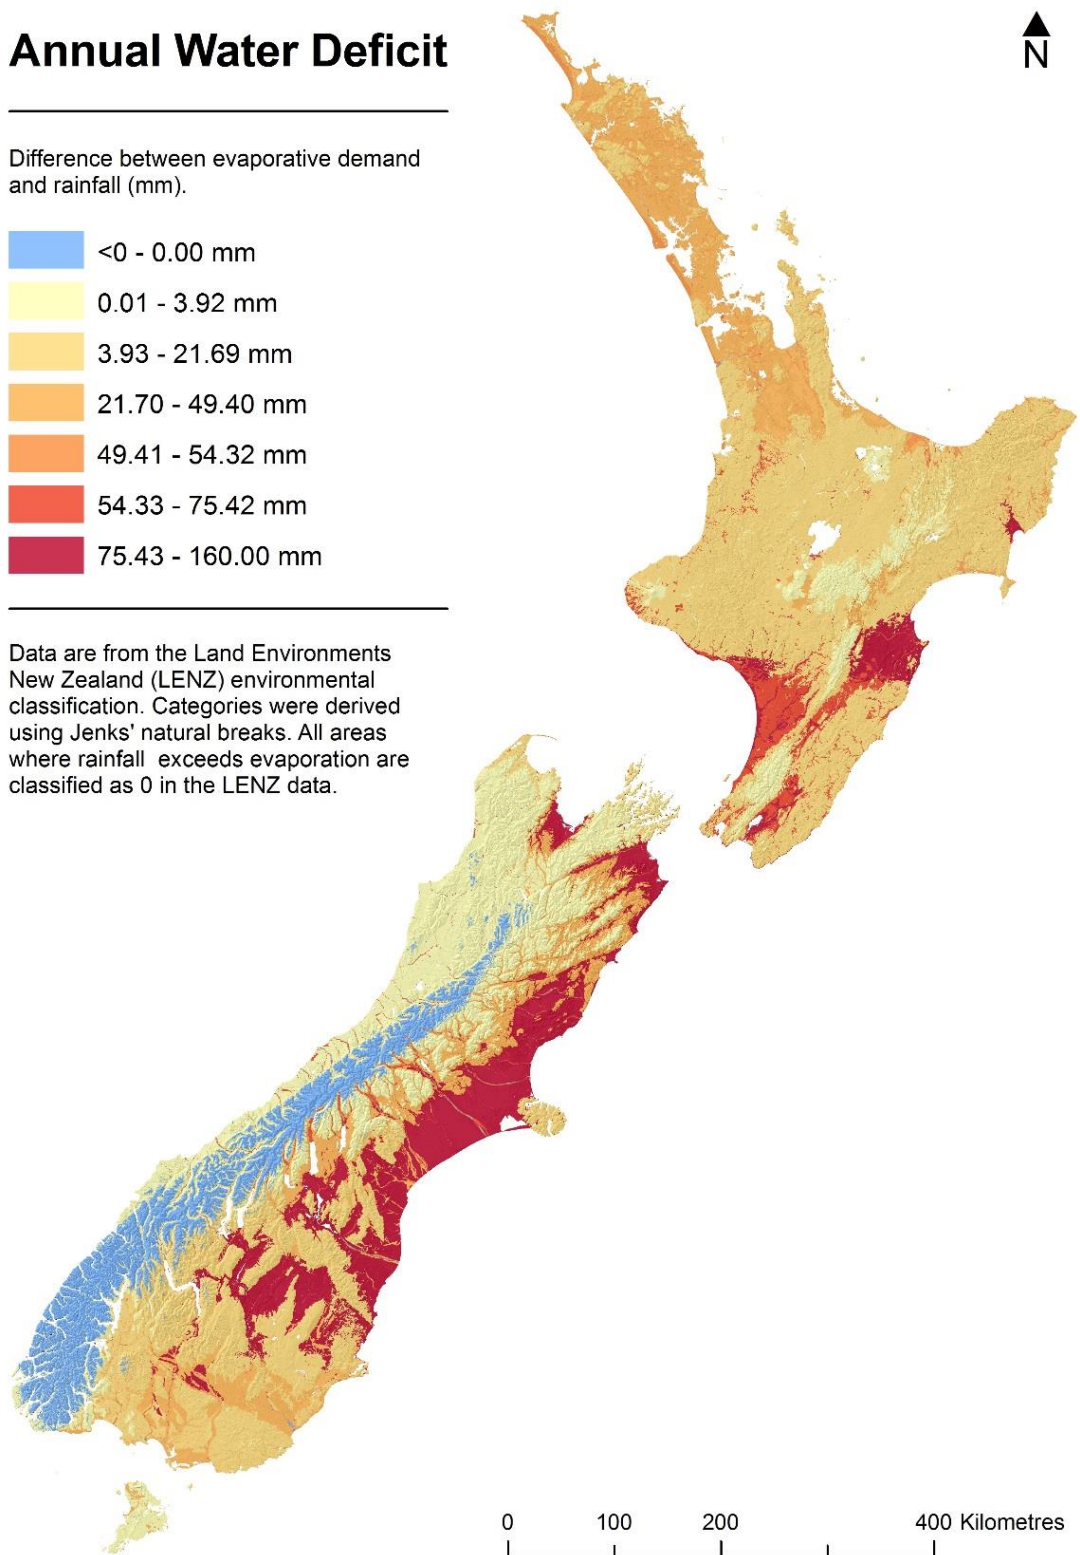 Annual Water Deficit
N
Difference between evaporative demand
and rainfall (mm).
<0 - 0.00 mm
0.01 - 3.92 mm
3.93 - 21.69 mm
21.70 - 49.40 mm
49.41 - 54.32 mm
54.33 - 75.42 mm
75.43 - 160.00 mm
Data are from the Land Environments
New Zealand (LENZ) environmental
classification. Categories were derived
using Jenks' natural breaks. All areas
where rainfall  exceeds evaporation are
classified as 0 in the LENZ data.
0 100 200 400 Kilometres